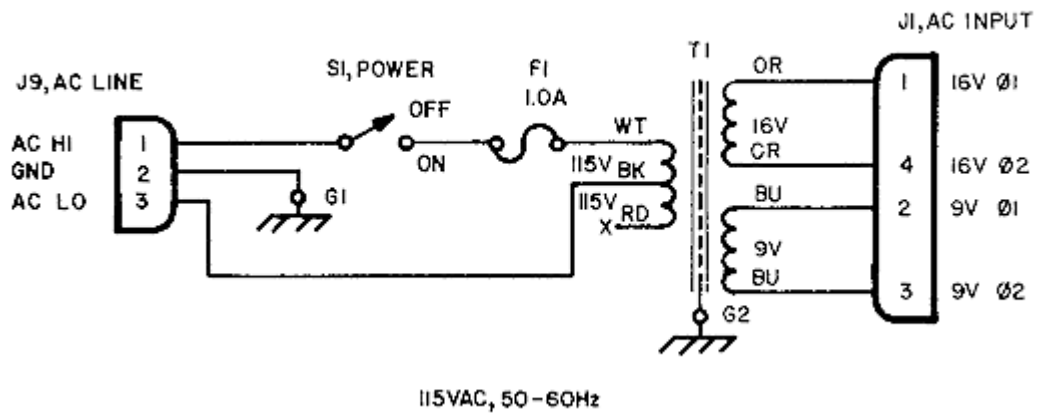 J1, AC INPUT
J9, AC LINE
S1, POWER
F1
1.0A
T1
OFF
ON
AC HI 1
GND 2
AC LO 3
G1
WT
115V BK
115V RD
X
OR
16V
CR
BU
9V
BU
G2
1 16V Ø1
4 16V Ø2
2 9V Ø1
3 9V Ø2
115VAC, 50-60Hz